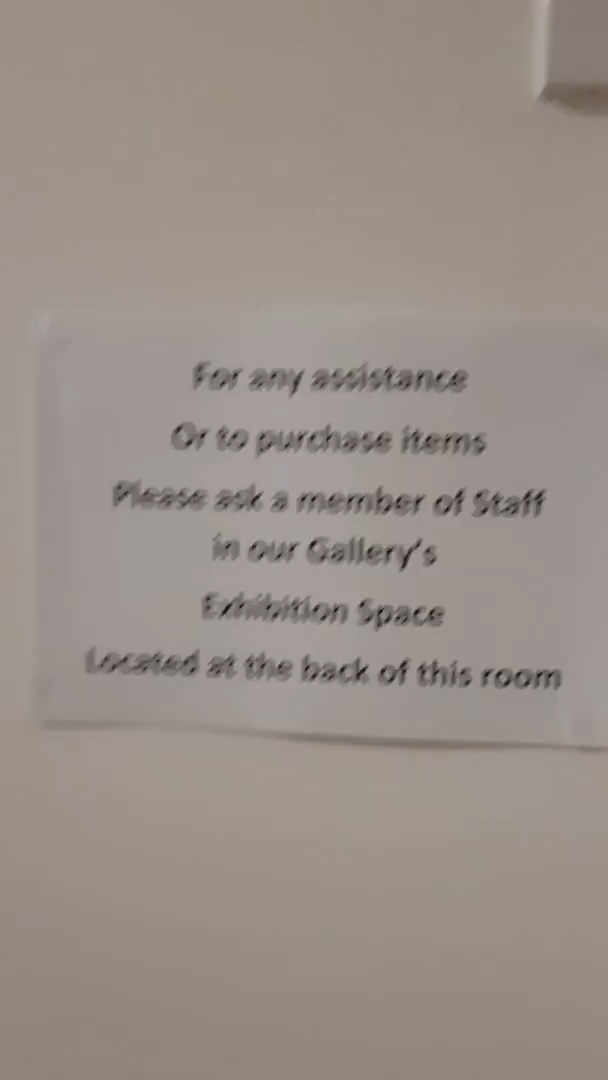 For any assistance
Or to purchase items
Please ask a member of Staff
in our Gallery's
Exhibition Space
Located at the back of this room